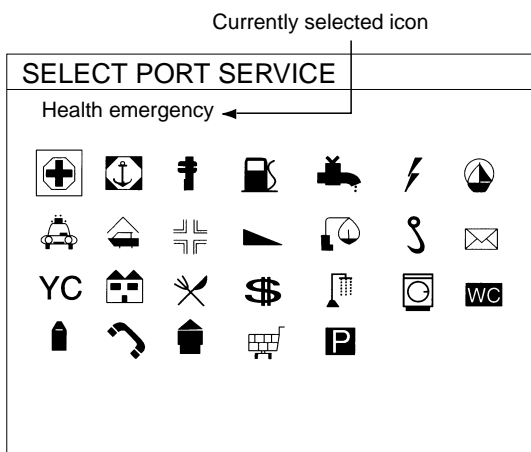 Currently selected icon
SELECT PORT SERVICE
Health emergency
YC
$
WC
P